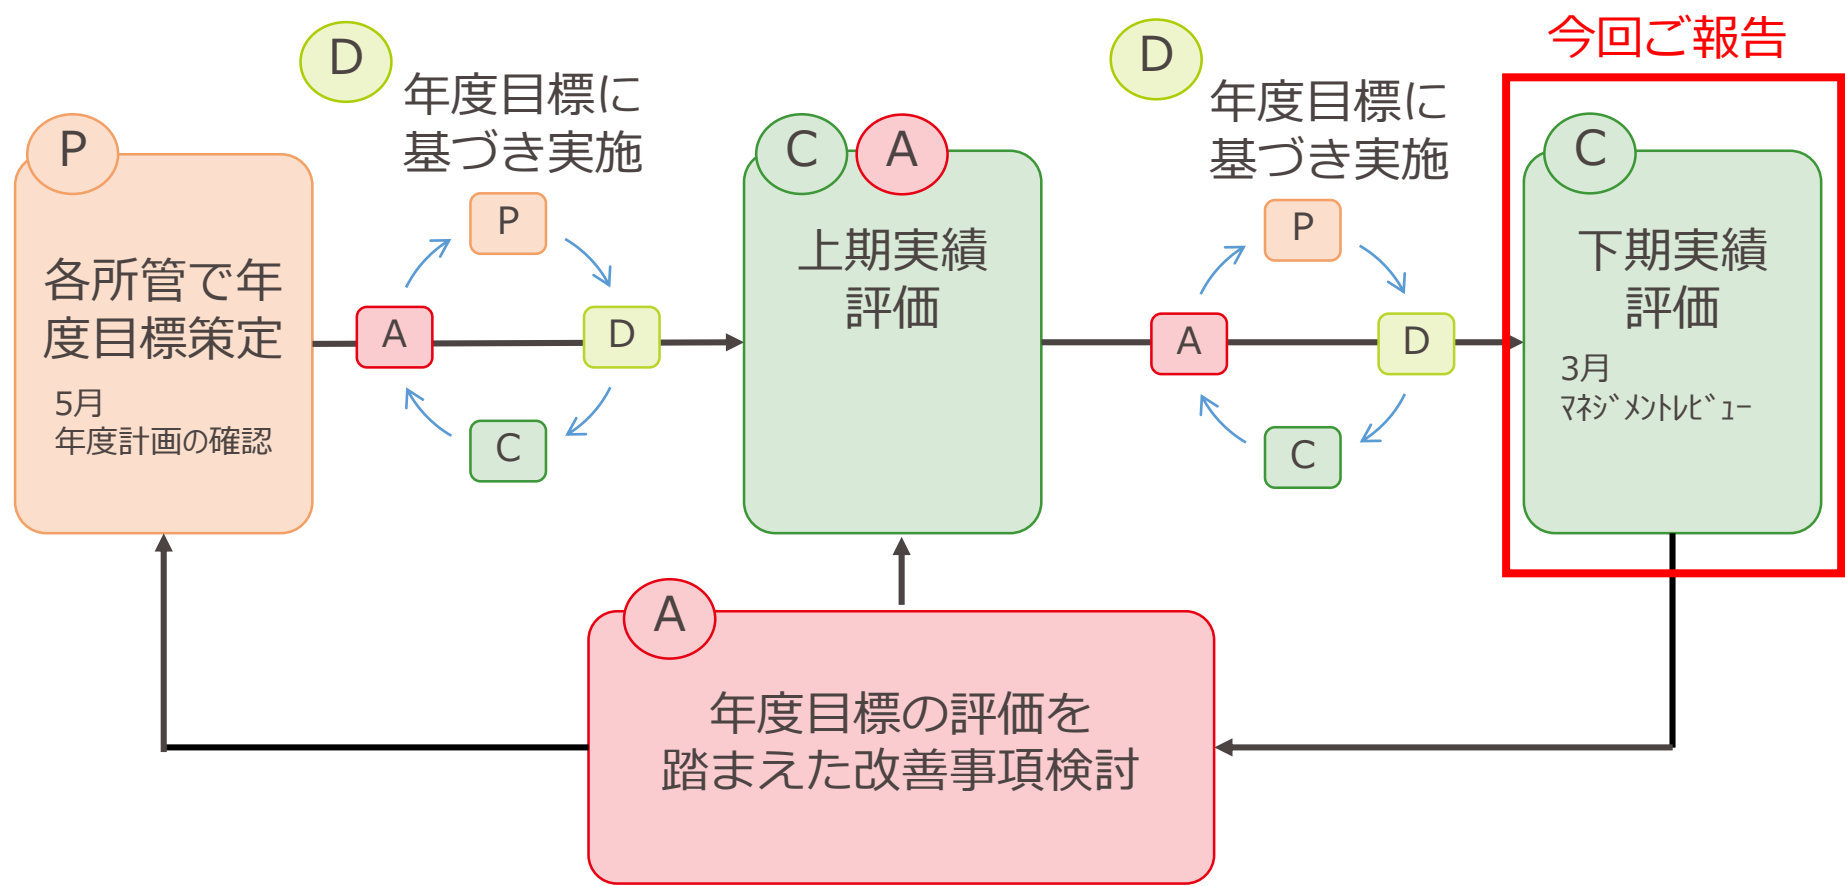 今回ご報告
D
年度目標に
基づき実施
D
年度目標に
基づき実施
P
各所管で年
度目標策定
5月
年度計画の確認
P
A
D
C
C
A
上期実績
評価
P
A
D
C
C
下期実績
評価
3月
ﾏﾈｼﾞﾒﾝﾄﾚﾋﾞｭｰ
A
年度目標の評価を
踏まえた改善事項検討